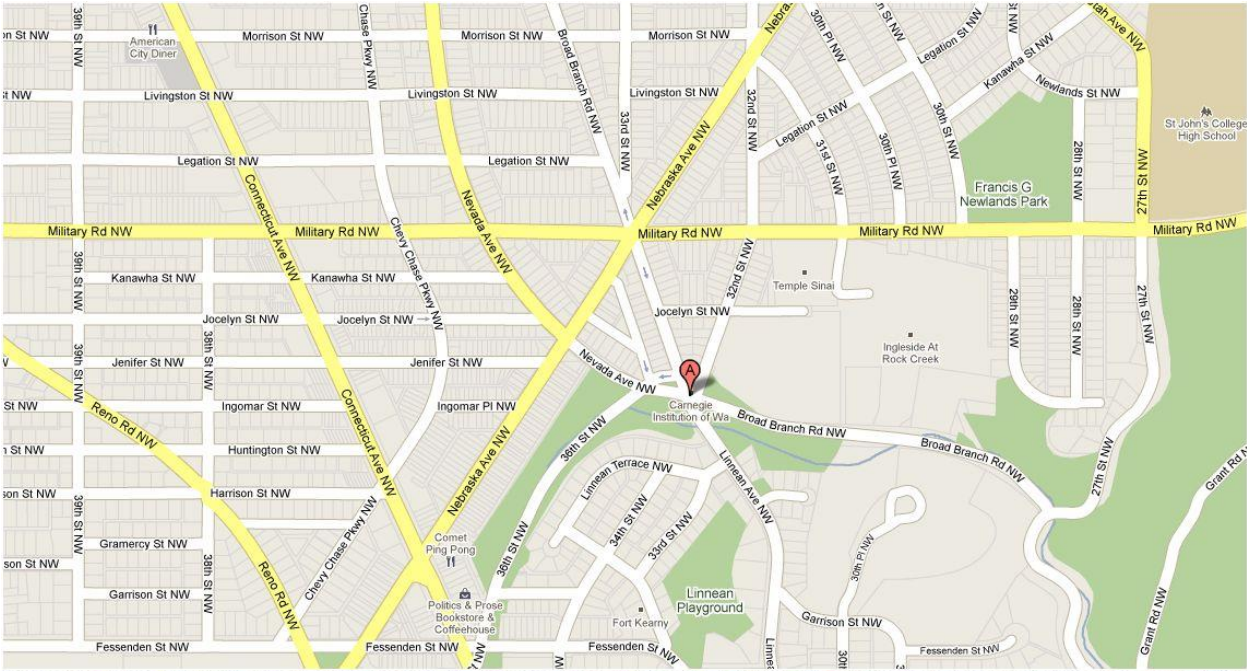 39th St NW
American
City Diner
Morrison St NW
Chase Pkwy NW
Morrison St NW
Broad Branch Rd NW
Morrison St NW
30th Pl NW
30th St NW
Legation St NW
Kanawha St NW
Newlands St NW
St John's College
High School
Livingston St NW
Livingston St NW
Livingston St NW
33rd St NW
32nd St NW
Legation St NW
31st St NW
30th Pl NW
30th St NW
28th St NW
27th St NW
Legation St NW
Legation St NW
Connecticut Ave NW
Nevada Ave NW
Nebraska Ave NW
Francis G
Newlands Park
Military Rd NW
Military Rd NW
Military Rd NW
Military Rd NW
Military Rd NW
Chevy Chase Pkwy NW
39th St NW
Kanawha St NW
Kanawha St NW
32nd St NW
Temple Sinai
29th St NW
28th St NW
27th St NW
Jocelyn St NW
Jocelyn St NW
Jocelyn St NW
38th St NW
Ingleside At
Rock Creek
39th St NW
Jenifer St NW
Jenifer St NW
Nevada Ave NW
A
Reno Rd NW
Ingomar St NW
Connecticut Ave NW
Ingomar Pl NW
Carnegie
Institution of Wa
Broad Branch Rd NW
Broad Branch Rd NW
Huntington St NW
36th St NW
Linnean Ave NW
Nebraska Ave NW
Linnean Terrace NW
27th St NW
Harrison St NW
39th St NW
34th St NW
33rd St NW
Chevy Chase Pkwy NW
Comet
Ping Pong
36th St NW
Gramercy St NW
38th St NW
Reno Rd NW
30th Pl NW
Grant Rd NW
Garrison St NW
Politics & Prose
Bookstore &
Coffeehouse
Fort Kearny
Linnean
Playground
Garrison St NW
Fessenden St NW
Fessenden St NW
Fessenden St NW
Fessenden St NW